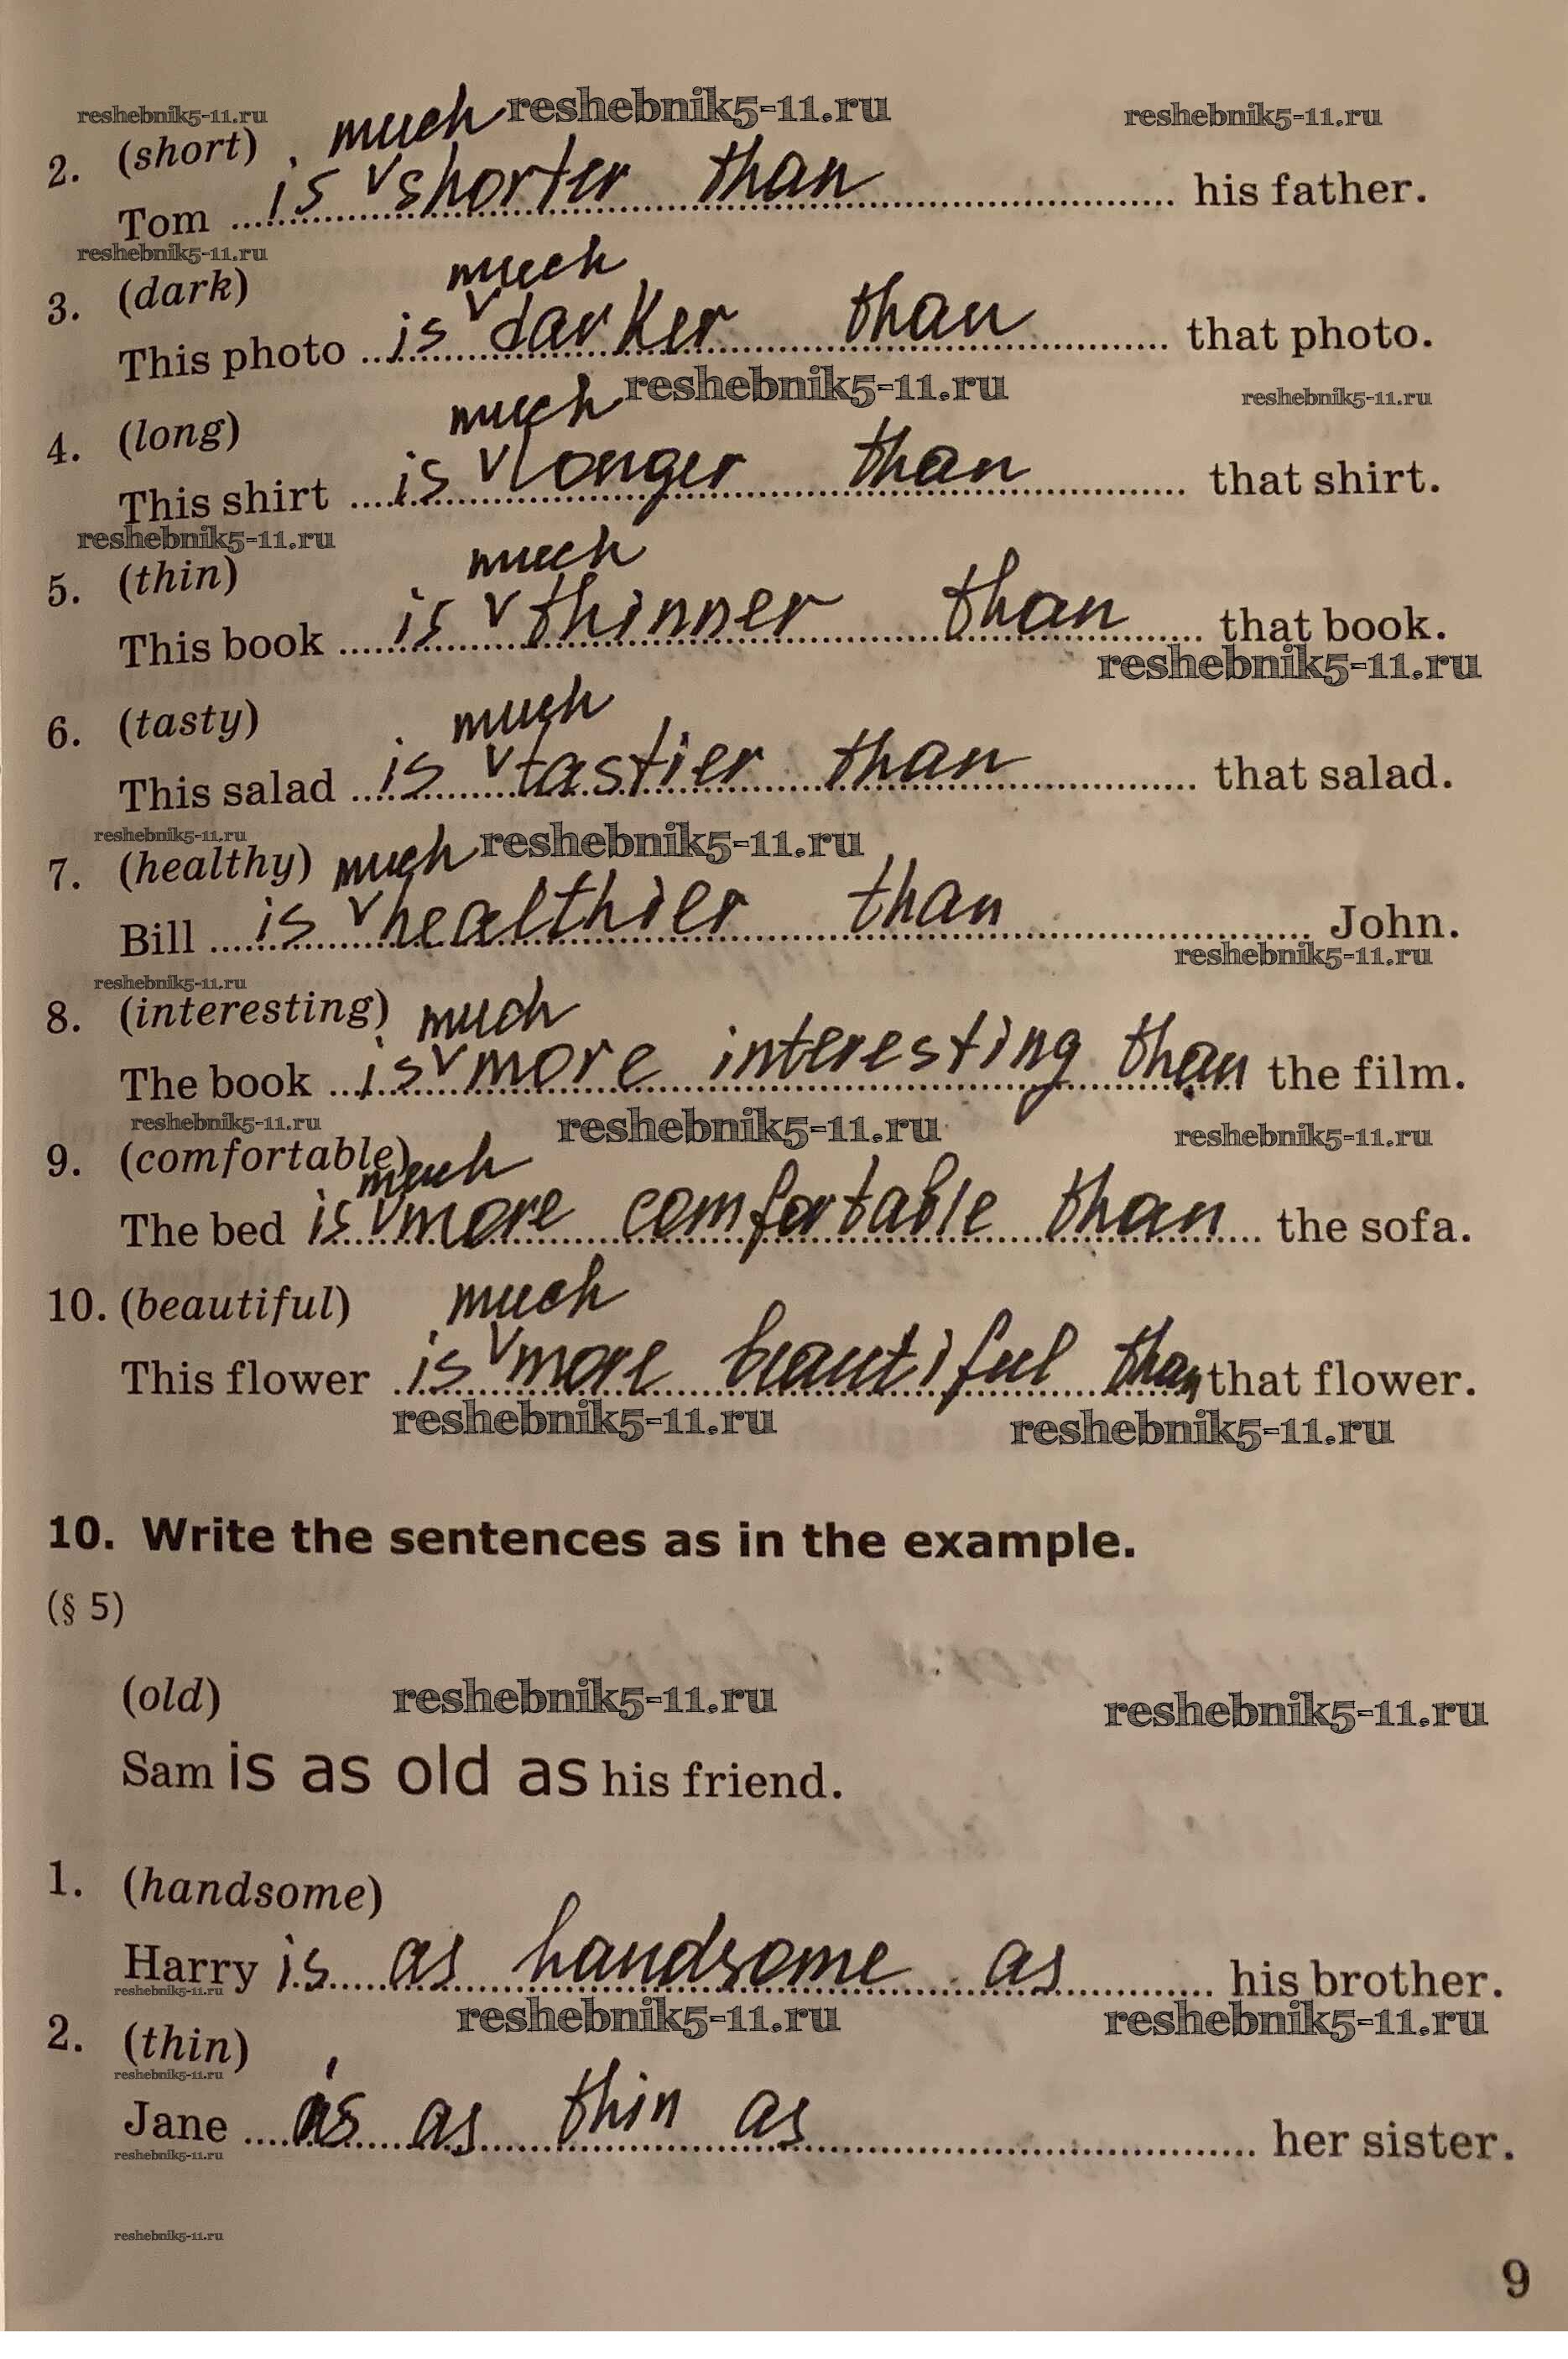 reshebnik5-11.ru much reshebnik5-11.ru reshebnik5-11.ru
2. (short)
Tom is v shorter than his father.
reshebnik5-11.ru
3. (dark) much
This photo is v darker than that photo.
reshebnik5-11.ru reshebnik5-11.ru
4. (long) much
This shirt is v longer than that shirt.
reshebnik5-11.ru
5. (thin) much
This book is v thinner than that book.
reshebnik5-11.ru
6. (tasty) much
This salad is v tastier than that salad.
reshebnik5-11.ru reshebnik5-11.ru
7. (healthy) much
Bill is v healthier than John.
reshebnik5-11.ru
reshebnik5-11.ru
8. (interesting) much
The book is v more interesting than the film.
reshebnik5-11.ru reshebnik5-11.ru reshebnik5-11.ru
9. (comfortable) much
The bed is v more comfortable than the sofa.
10. (beautiful) much
This flower is v more beautiful than that flower.
reshebnik5-11.ru reshebnik5-11.ru
10. Write the sentences as in the example.
(§ 5)
(old) reshebnik5-11.ru reshebnik5-11.ru
Sam is as old as his friend.
1. (handsome)
Harry is as handsome as his brother.
reshebnik5-11.ru reshebnik5-11.ru reshebnik5-11.ru
2. (thin)
reshebnik5-11.ru
Jane is as thin as her sister.
reshebnik5-11.ru
reshebnik5-11.ru
9